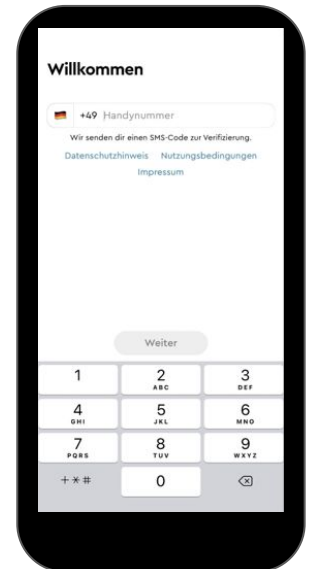 Willkommen
+49 Handynummer
Wir senden dir einen SMS-Code zur Verifizierung.
Datenschutzhinweis Nutzungsbedingungen
Impressum
Weiter
1 2 3
ABC DEF
4 5 6
GHI JKL MNO
7 8 9
PQRS TUV WXYZ
+*# 0